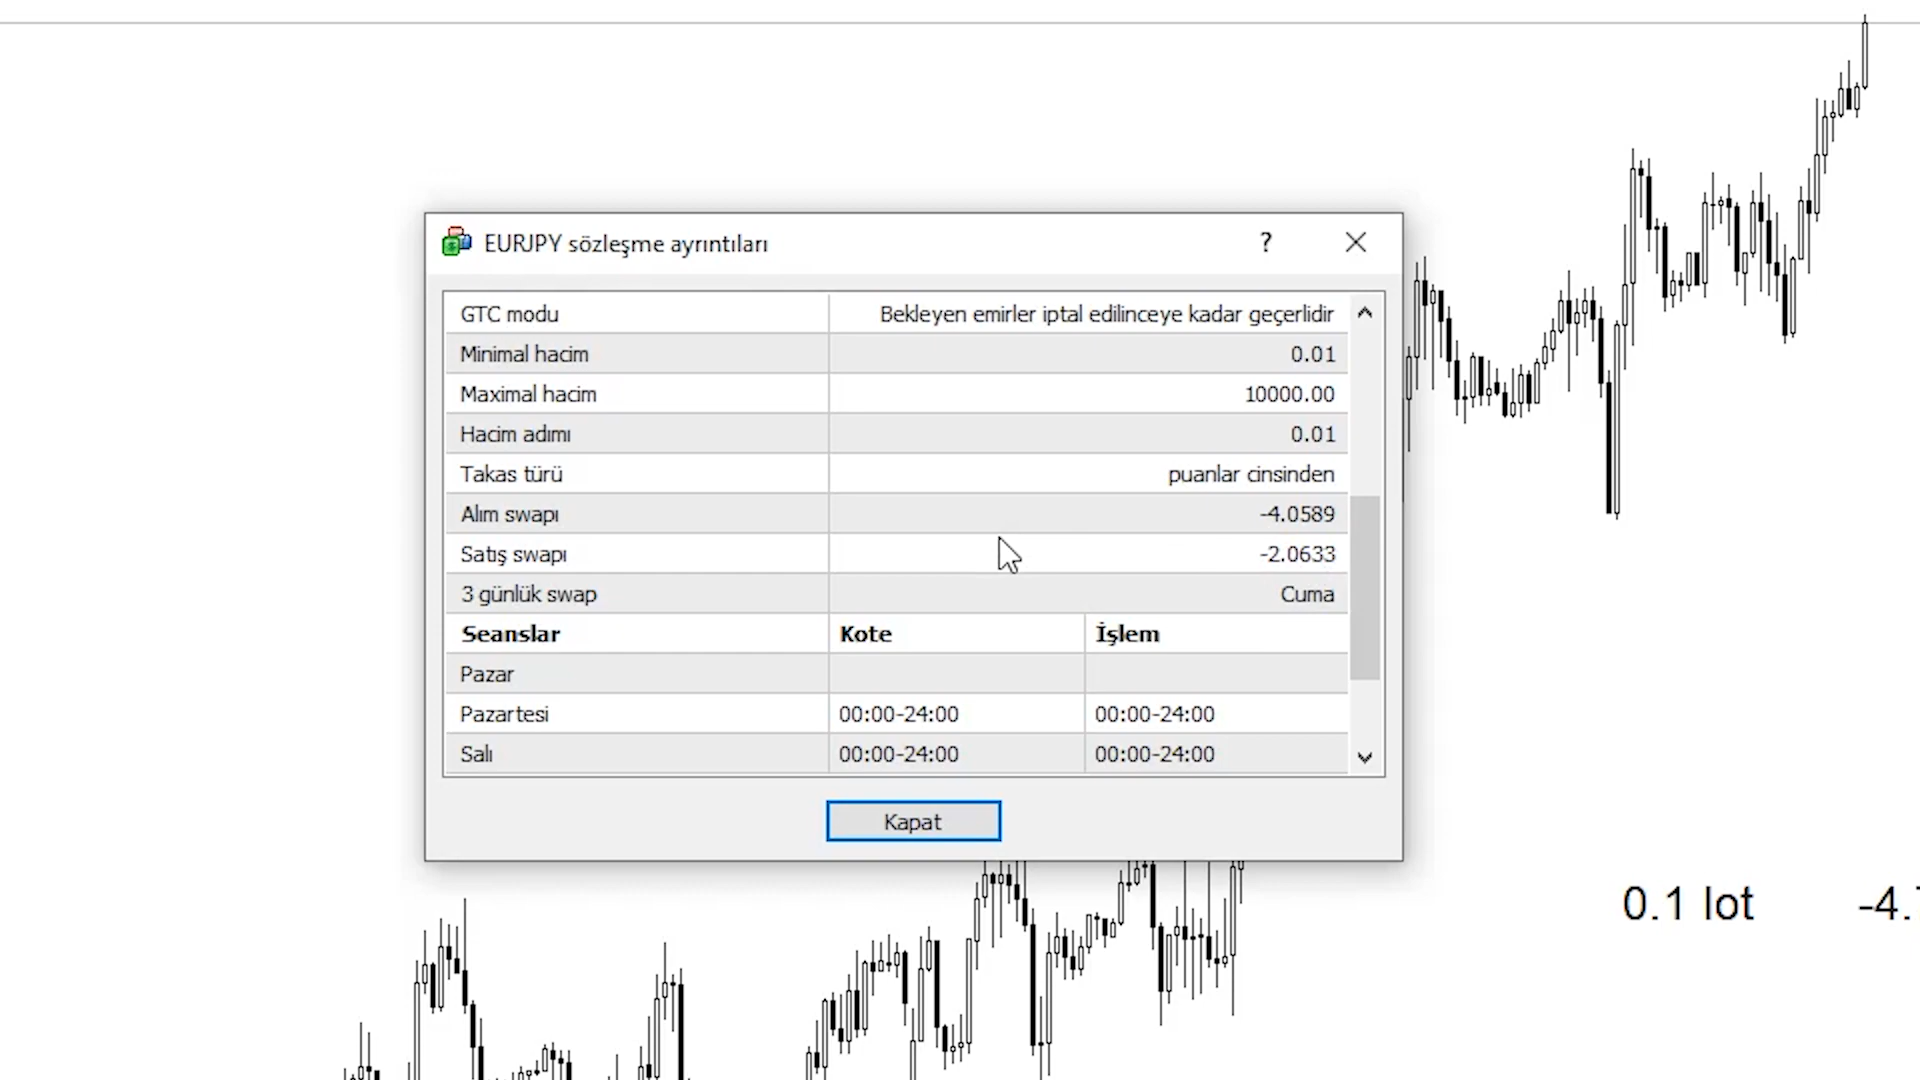 EURJPY sözleşme ayrıntıları
GTC modu Bekleyen emirler iptal edilinceye kadar geçerlidir
Minimal hacim 0.01
Maximal hacim 10000.00
Hacim adımı 0.01
Takas türü puanlar cinsinden
Alım swapı -4.0589
Satış swapı -2.0633
3 günlük swap Cuma
Seanslar Kote İşlem
Pazar
Pazartesi 00:00-24:00 00:00-24:00
Salı 00:00-24:00 00:00-24:00
Kapat
0.1 lot -4.